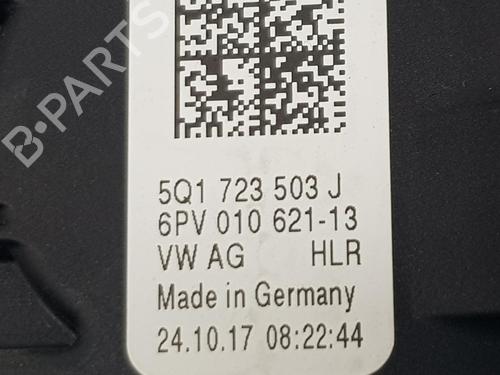 B-PARTS
5Q1 723 503 J
6PV 010 621-13
VW AG HLR
Made in Germany
24.10.17 08:22:44